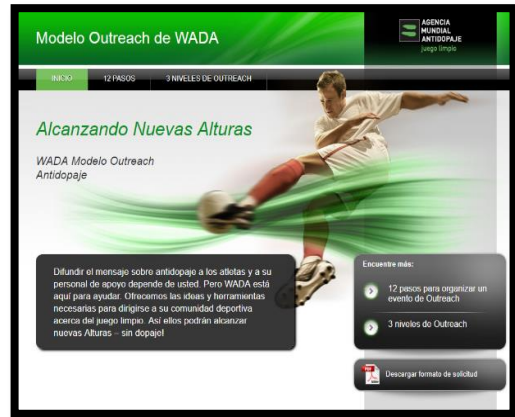 Modelo Outreach de WADA
AGENCIA
MUNDIAL
ANTIDOPAJE
juego limpio
INICIO
12 PASOS
3 NIVELES DE OUTREACH
Alcanzando Nuevas Alturas
WADA Modelo Outreach
Antidopaje
Difundir el mensaje sobre antidopaje a los atletas y a su
personal de apoyo depende de usted. Pero WADA está
aquí para ayudar. Ofrecemos las ideas y herramientas
necesarias para dirigirse a su comunidad deportiva
acerca del juego limpio. Así ellos podrán alcanzar
nuevas Alturas – sin dopaje!
Encuentre más:
12 pasos para organizar un
evento de Outreach
3 niveles de Outreach
Descargar formato de solicitud